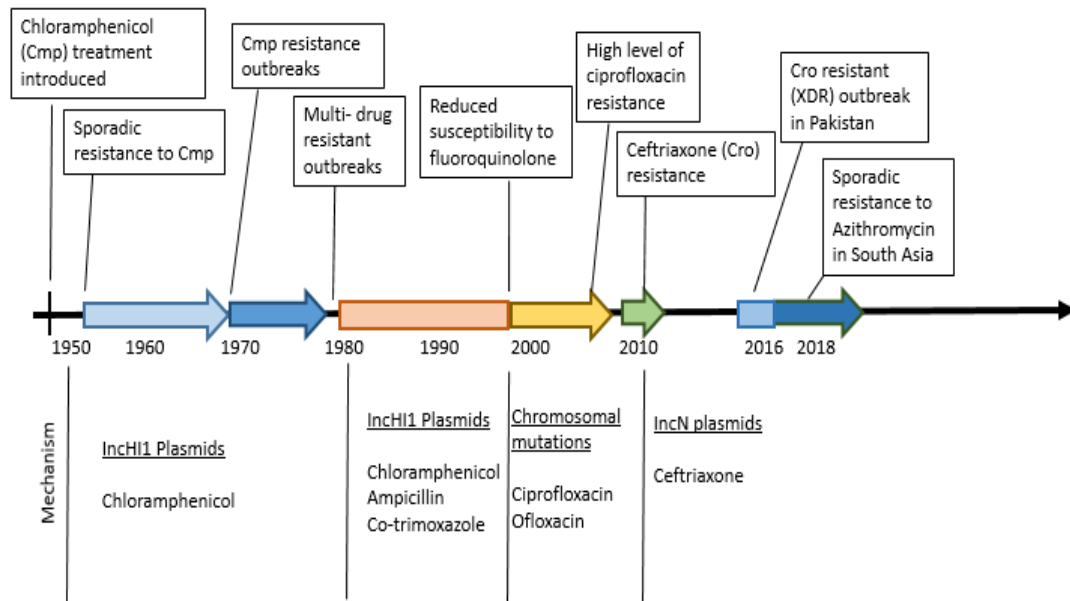 Chloramphenicol
(Cmp) treatment
introduced
Sporadic
resistance to Cmp
Cmp resistance
outbreaks
Multi- drug
resistant
outbreaks
Reduced
susceptibility to
fluoroquinolone
High level of
ciprofloxacin
resistance
Ceftriaxone (Cro)
resistance
Cro resistant
(XDR) outbreak
in Pakistan
Sporadic
resistance to
Azithromycin
in South Asia
1950 1960 1970 1980 1990 2000 2010 2016 2018
Mechanism
IncHI1 Plasmids
Chloramphenicol
IncHI1 Plasmids
Chloramphenicol
Ampicillin
Co-trimoxazole
Chromosomal
mutations
Ciprofloxacin
Ofloxacin
IncN plasmids
Ceftriaxone